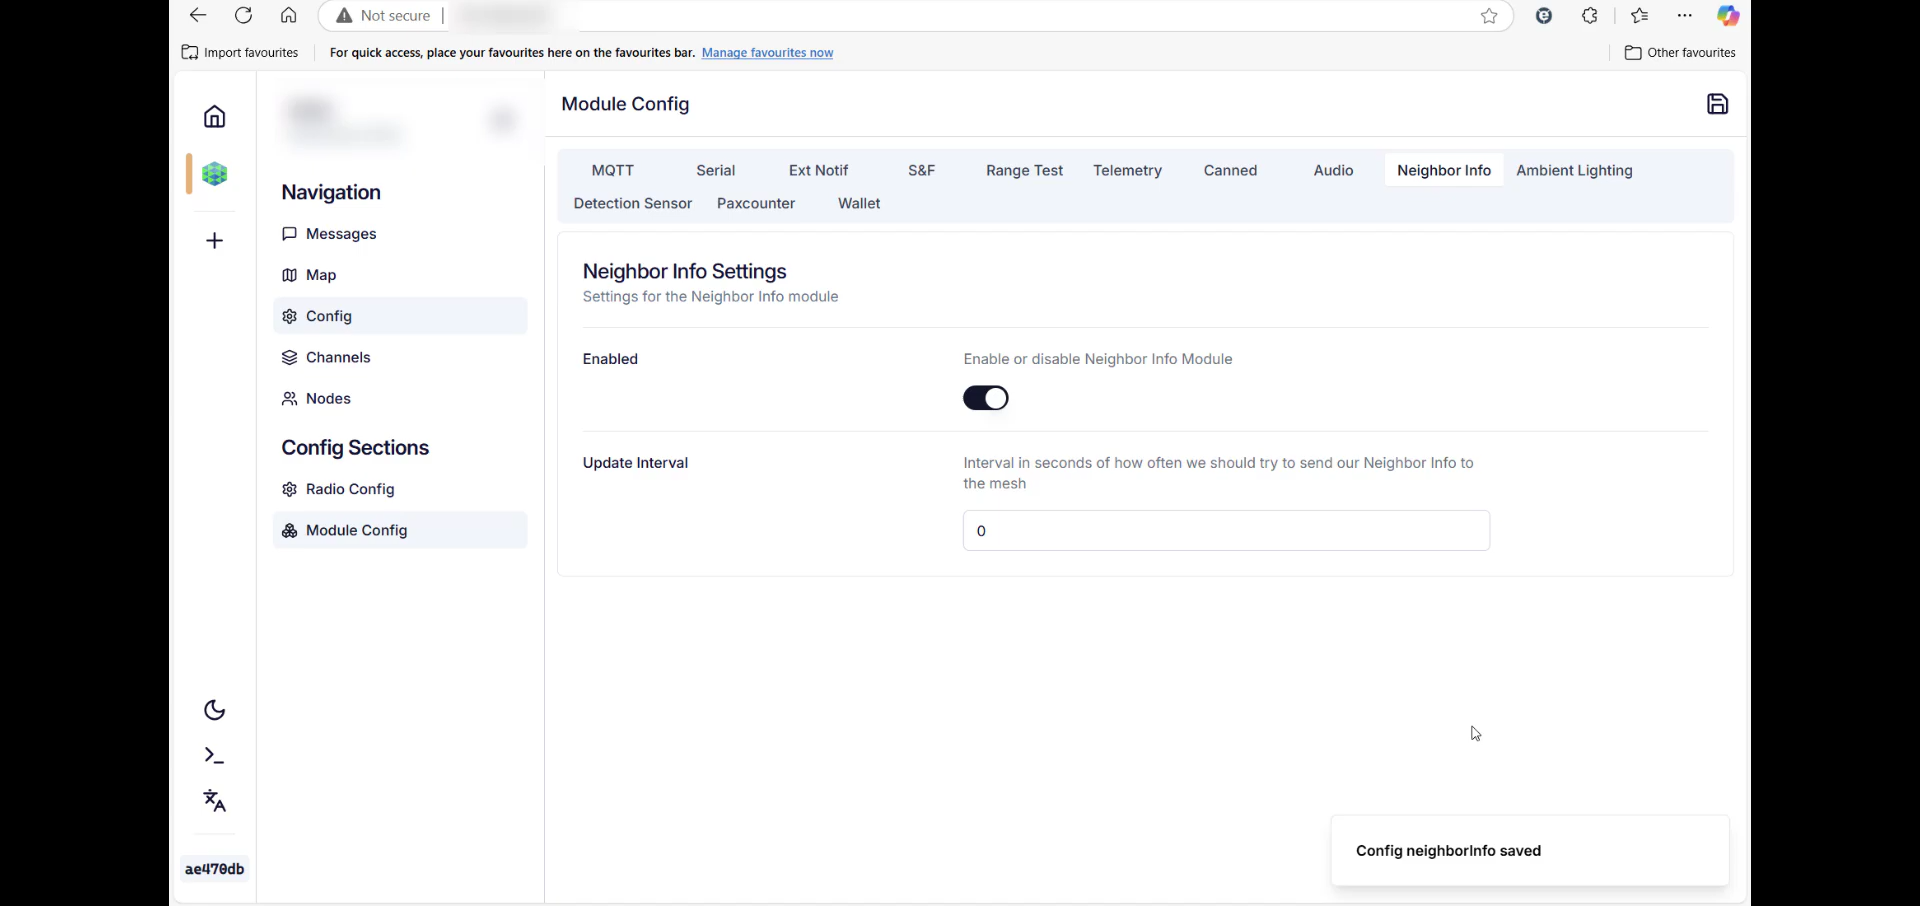 Not secure
Import favourites
For quick access, place your favourites here on the favourites bar. Manage favourites now
Other favourites
Module Config
MQTT Serial Ext Notif S&F Range Test Telemetry Canned Audio Neighbor Info Ambient Lighting
Detection Sensor Paxcounter Wallet
Navigation
Messages
Map
Config
Channels
Nodes
Config Sections
Radio Config
Module Config
Neighbor Info Settings
Settings for the Neighbor Info module
Enabled
Enable or disable Neighbor Info Module
Update Interval
Interval in seconds of how often we should try to send our Neighbor Info to
the mesh
0
ae470db
Config neighborInfo saved